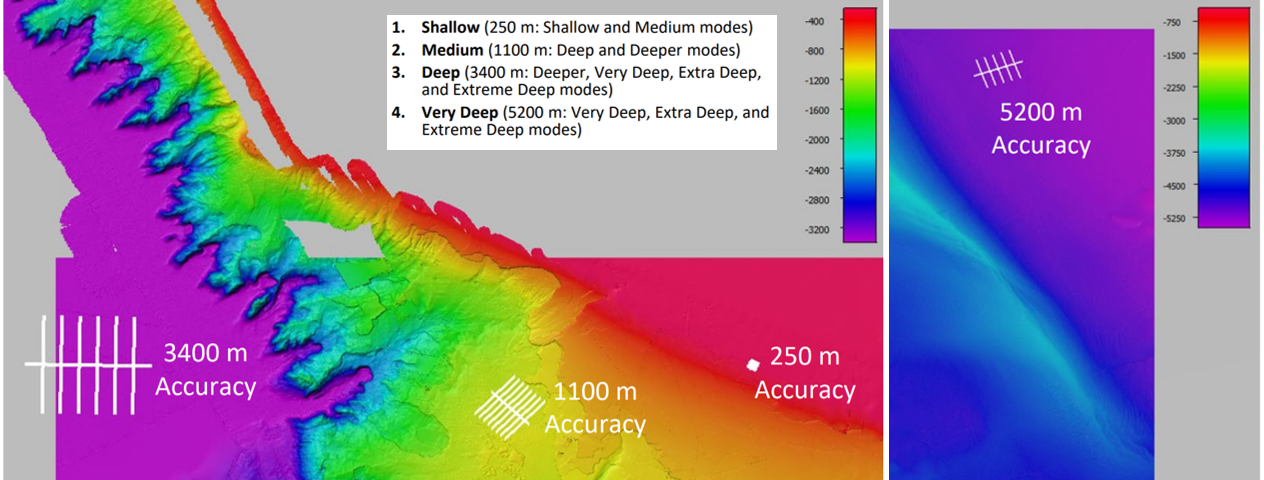 1. Shallow (250 m: Shallow and Medium modes)
2. Medium (1100 m: Deep and Deeper modes)
3. Deep (3400 m: Deeper, Very Deep, Extra Deep,
and Extreme Deep modes)
4. Very Deep (5200 m: Very Deep, Extra Deep, and
Extreme Deep modes)
-400
-800
-1200
-1600
-2000
-2400
-2800
-3200
3400 m
Accuracy
1100 m
Accuracy
250 m
Accuracy
5200 m
Accuracy
-750
-1500
-2250
-3000
-3750
-4500
-5250